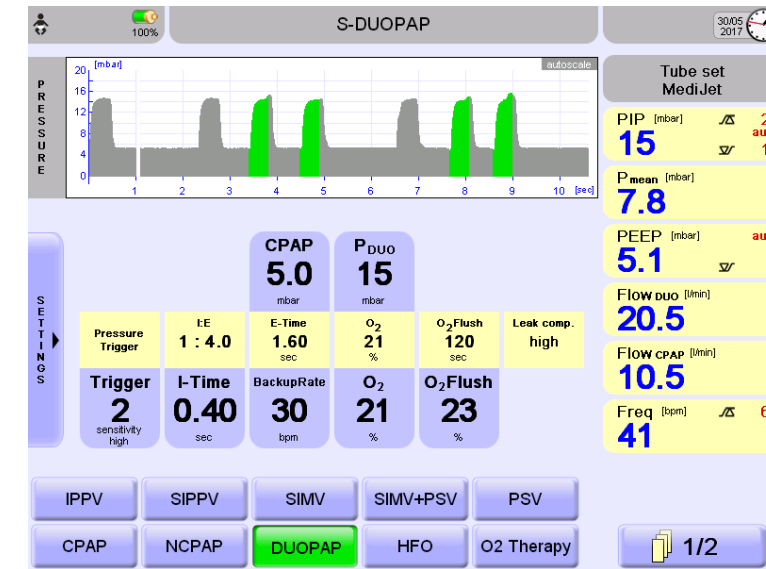 100%
S-DUOPAP
30/05
2017
PRESSURE
[mbar]
autoscale
20
16
12
8
4
0
1 2 3 4 5 6 7 8 9 10 [sec]
Tube set
MediJet
PIP [mbar]
15
P mean [mbar]
7.8
PEEP [mbar]
5.1
Flow DUO [l/min]
20.5
Flow CPAP [l/min]
10.5
Freq [bpm]
41
SETTINGS
CPAP PDUO
5.0 15
mbar mbar
Pressure
Trigger
I:E
1 : 4.0
E-Time
1.60
sec
O2
21
%
O2Flush
120
sec
Leak comp.
high
Trigger
2
sensitivity
high
I-Time
0.40
sec
BackupRate
30
bpm
O2
21
%
O2Flush
23
%
IPPV SIPPV SIMV SIMV+PSV PSV
CPAP NCPAP DUOPAP HFO O2 Therapy
1/2